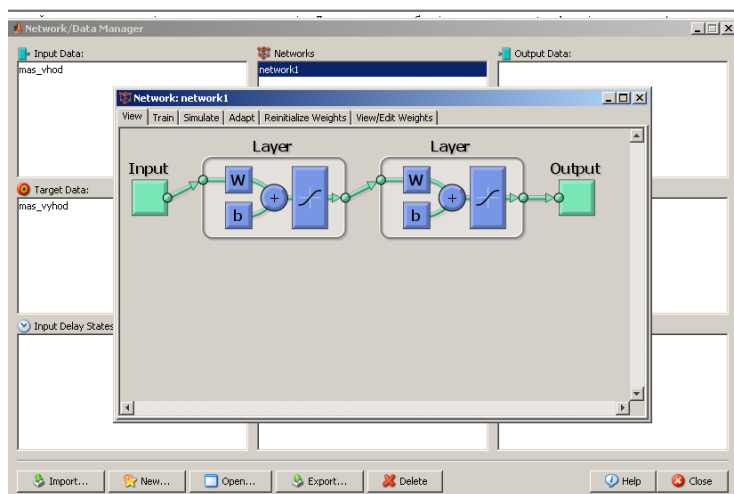 Network/Data Manager
Input Data:
Networks
Output Data:
mas_vhod
network1
Network: network1
View Train Simulate Adapt Reinitialize Weights View/Edit Weights
Layer
Layer
Input
Output
W
W
b
b
Target Data:
mas_vyhod
Input Delay States
Import...
New...
Open...
Export...
Delete
Help
Close